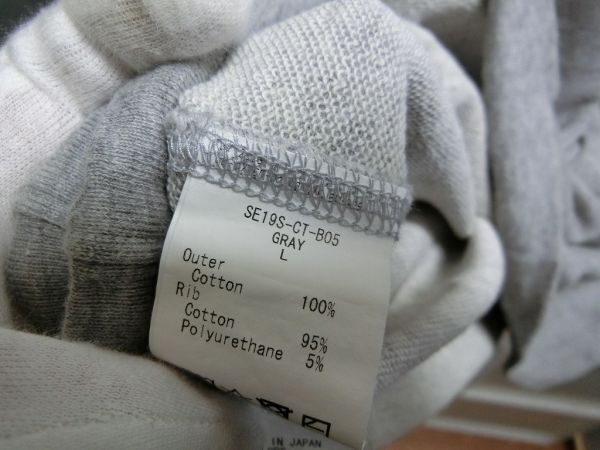 SE19S-CT-B05
GRAY
L
Outer
Cotton 100%
Rib
Cotton 95%
Polyurethane 5%
IN JAPAN